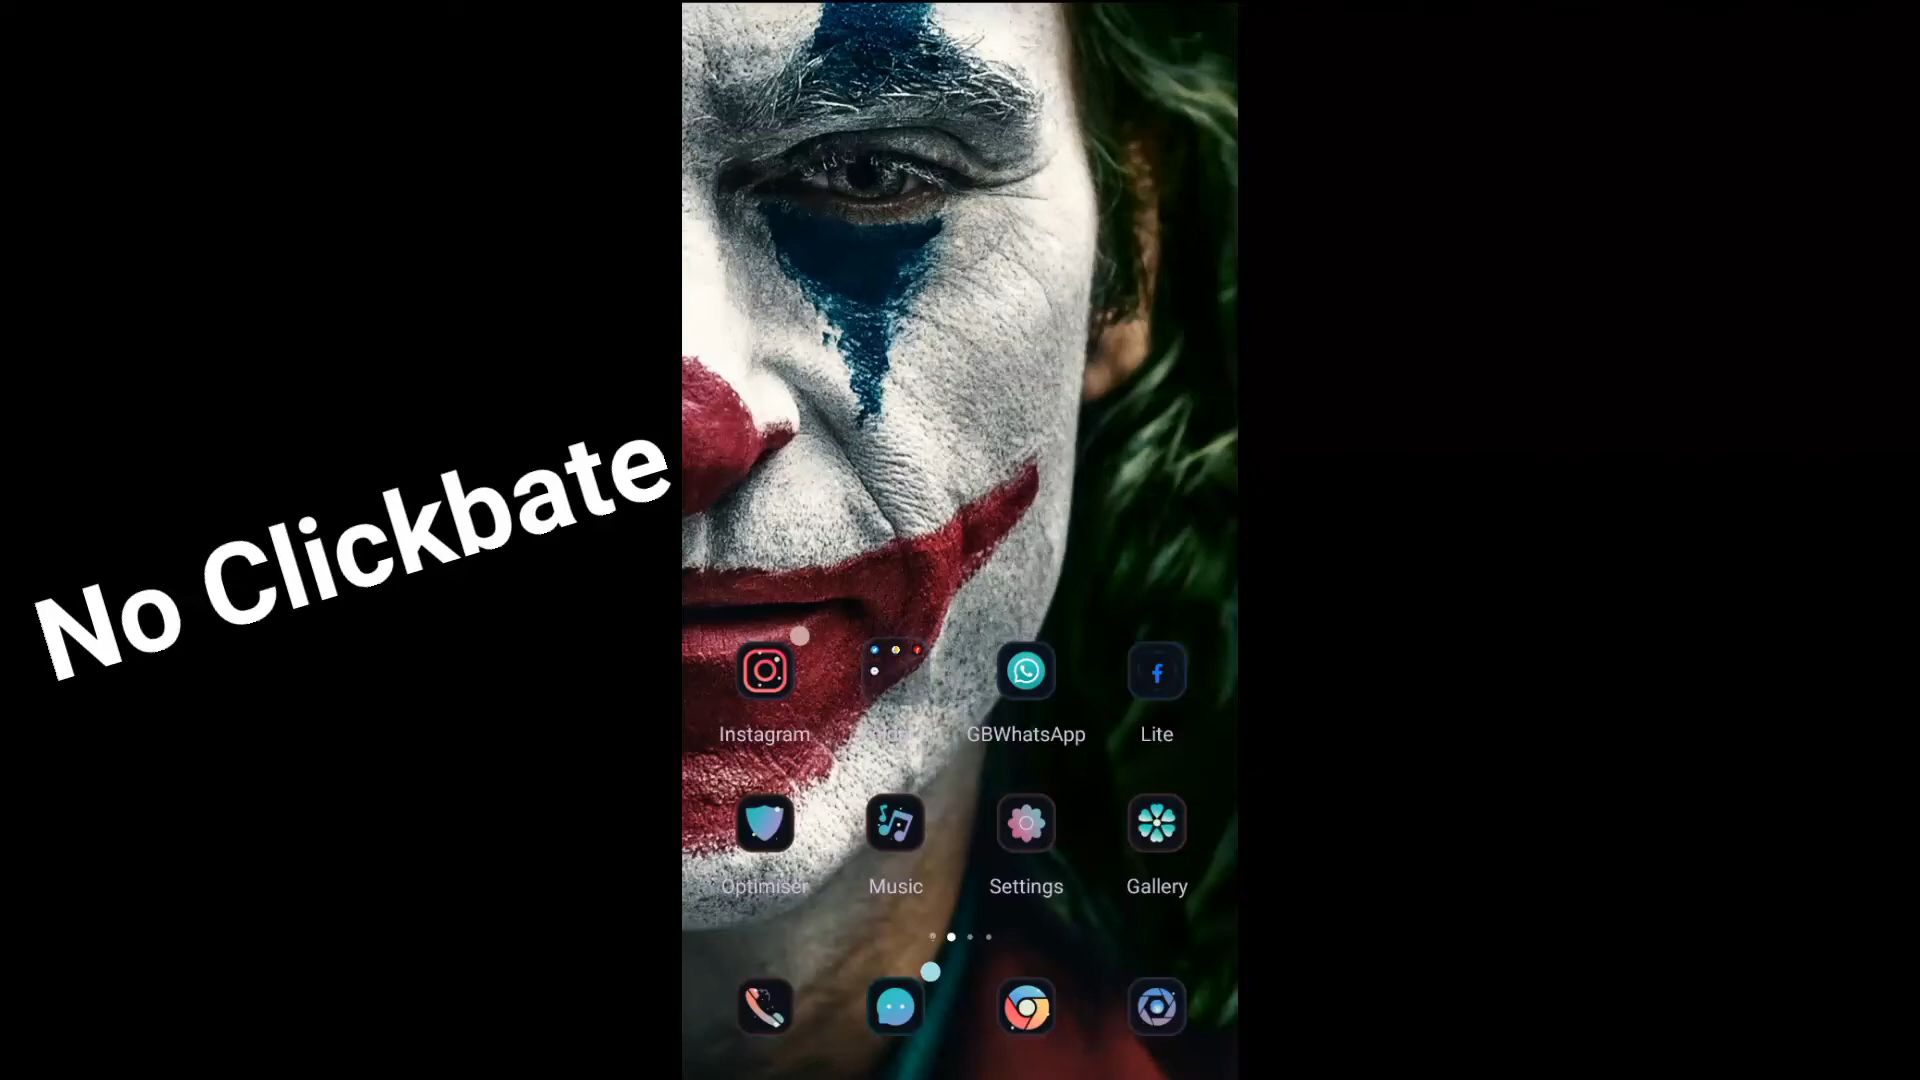 No Clickbate
Instagram
GBWhatsApp
Lite
Optimiser
Music
Settings
Gallery